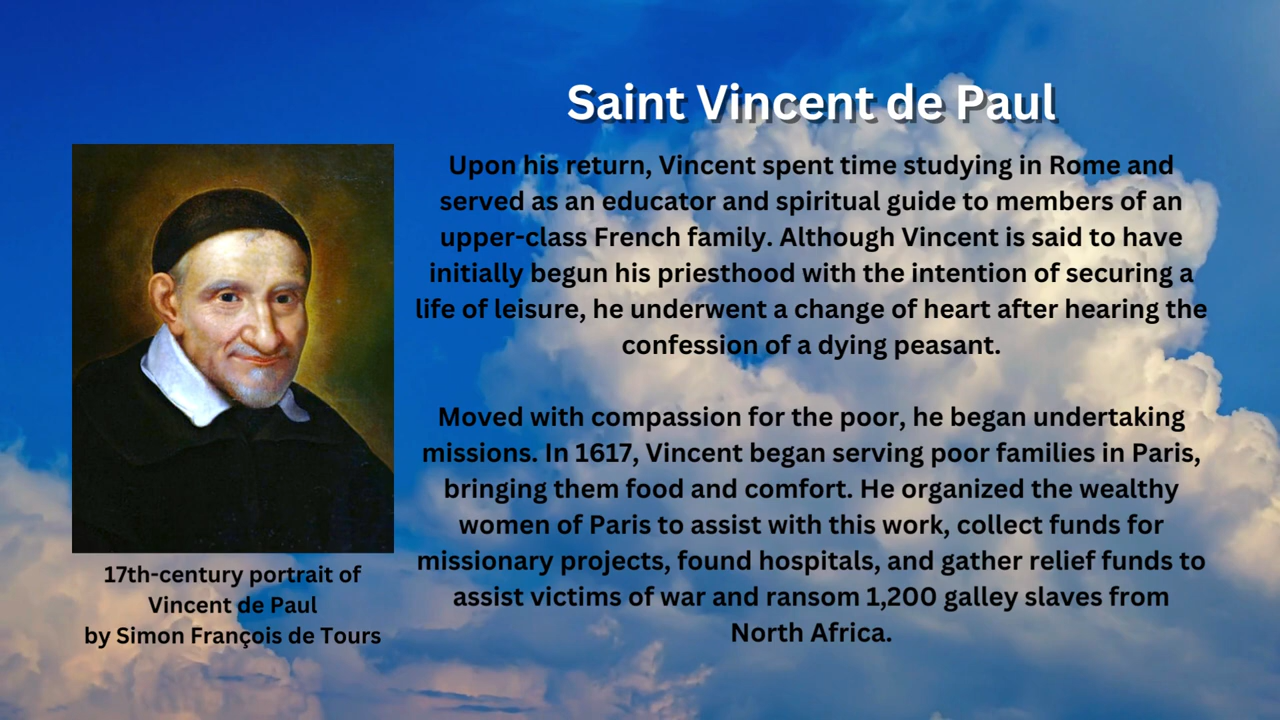 Saint Vincent de Paul
Upon his return, Vincent spent time studying in Rome and
served as an educator and spiritual guide to members of an
upper-class French family. Although Vincent is said to have
initially begun his priesthood with the intention of securing a
life of leisure, he underwent a change of heart after hearing the
confession of a dying peasant.
Moved with compassion for the poor, he began undertaking
missions. In 1617, Vincent began serving poor families in Paris,
bringing them food and comfort. He organized the wealthy
women of Paris to assist with this work, collect funds for
missionary projects, found hospitals, and gather relief funds to
assist victims of war and ransom 1,200 galley slaves from
North Africa.
17th-century portrait of
Vincent de Paul
by Simon François de Tours